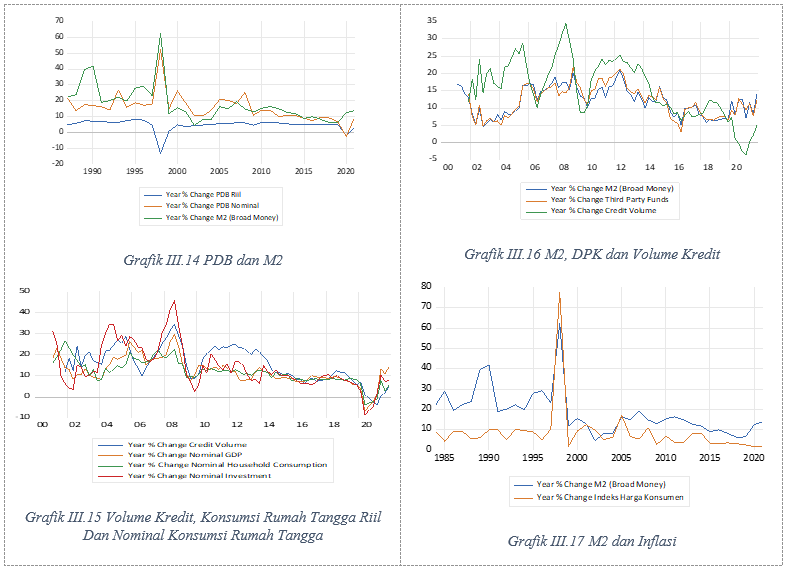 70
60
50
40
30
20
10
0
-10
-20
1990 1995 2000 2005 2010 2015 2020
Year % Change PDB Riil
Year % Change PDB Nominal
Year % Change M2 (Broad Money)
Grafik III.14 PDB dan M2
35
30
25
20
15
10
5
0
-5
00 02 04 06 08 10 12 14 16 18 20
Year % Change M2 (Broad Money)
Year % Change Third Party Funds
Year % Change Credit Volume
Grafik III.16 M2, DPK dan Volume Kredit
50
40
30
20
10
0
-10
00 02 04 06 08 10 12 14 16 18 20
Year % Change Credit Volume
Year % Change Nominal GDP
Year % Change Nominal Household Consumption
Year % Change Nominal Investment
Grafik III.15 Volume Kredit, Konsumsi Rumah Tangga Riil
Dan Nominal Konsumsi Rumah Tangga
80
70
60
50
40
30
20
10
0
1985 1990 1995 2000 2005 2010 2015 2020
Year % Change M2 (Broad Money)
Year % Change Indeks Harga Konsumen
Grafik III.17 M2 dan Inflasi